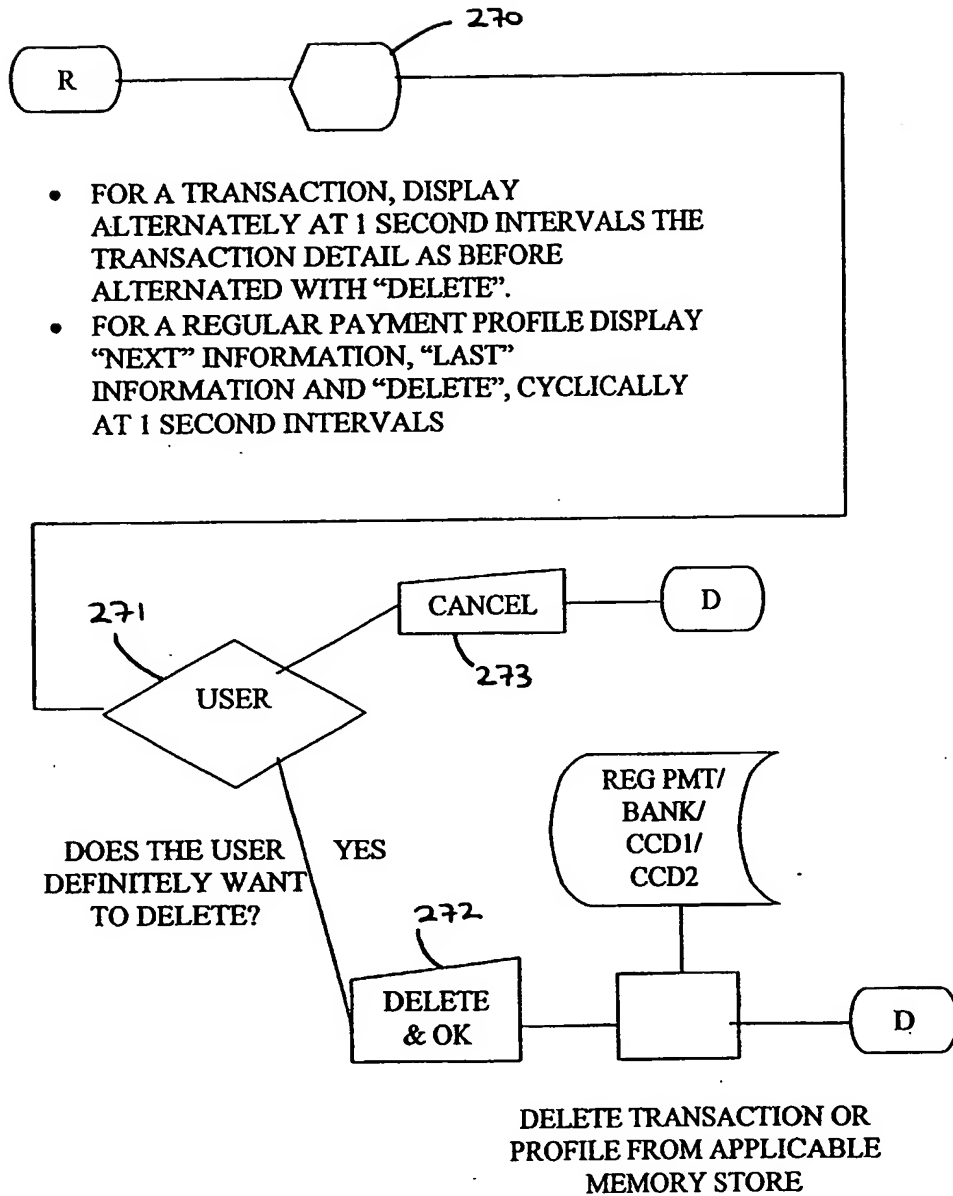 270
R
• FOR A TRANSACTION, DISPLAY
ALTERNATELY AT 1 SECOND INTERVALS THE
TRANSACTION DETAIL AS BEFORE
ALTERNATED WITH “DELETE”.
• FOR A REGULAR PAYMENT PROFILE DISPLAY
“NEXT” INFORMATION, “LAST”
INFORMATION AND “DELETE”, CYCLICALLY
AT 1 SECOND INTERVALS
271
CANCEL
D
273
USER
DOES THE USER
DEFINITELY WANT
TO DELETE?
YES
REG PMT/
BANK/
CCD1/
CCD2
272
DELETE
& OK
D
DELETE TRANSACTION OR
PROFILE FROM APPLICABLE
MEMORY STORE